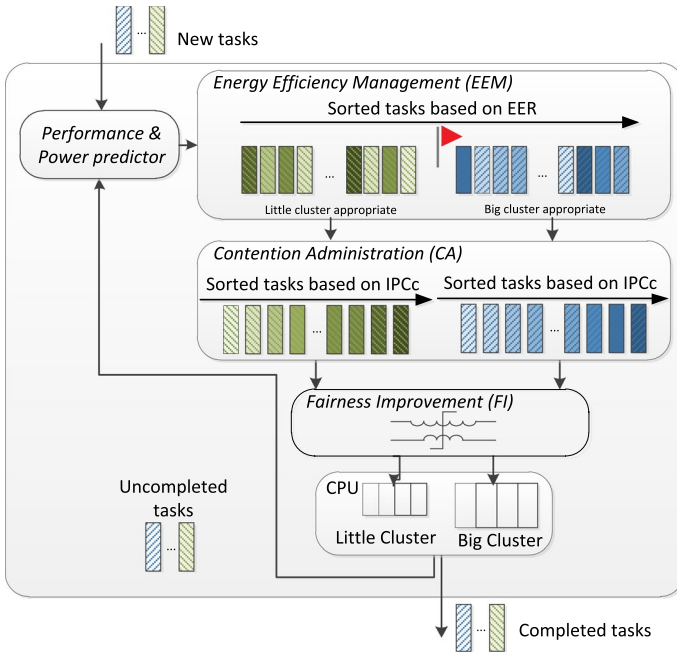 ... New tasks
Energy Efficiency Management (EEM)
Sorted tasks based on EER
Performance &
Power predictor
... ... ...
Little cluster appropriate Big cluster appropriate
Contention Administration (CA)
Sorted tasks based on IPCc Sorted tasks based on IPCc
... ...
Fairness Improvement (FI)
CPU
Little Cluster Big Cluster
Uncompleted
tasks
...
... Completed tasks